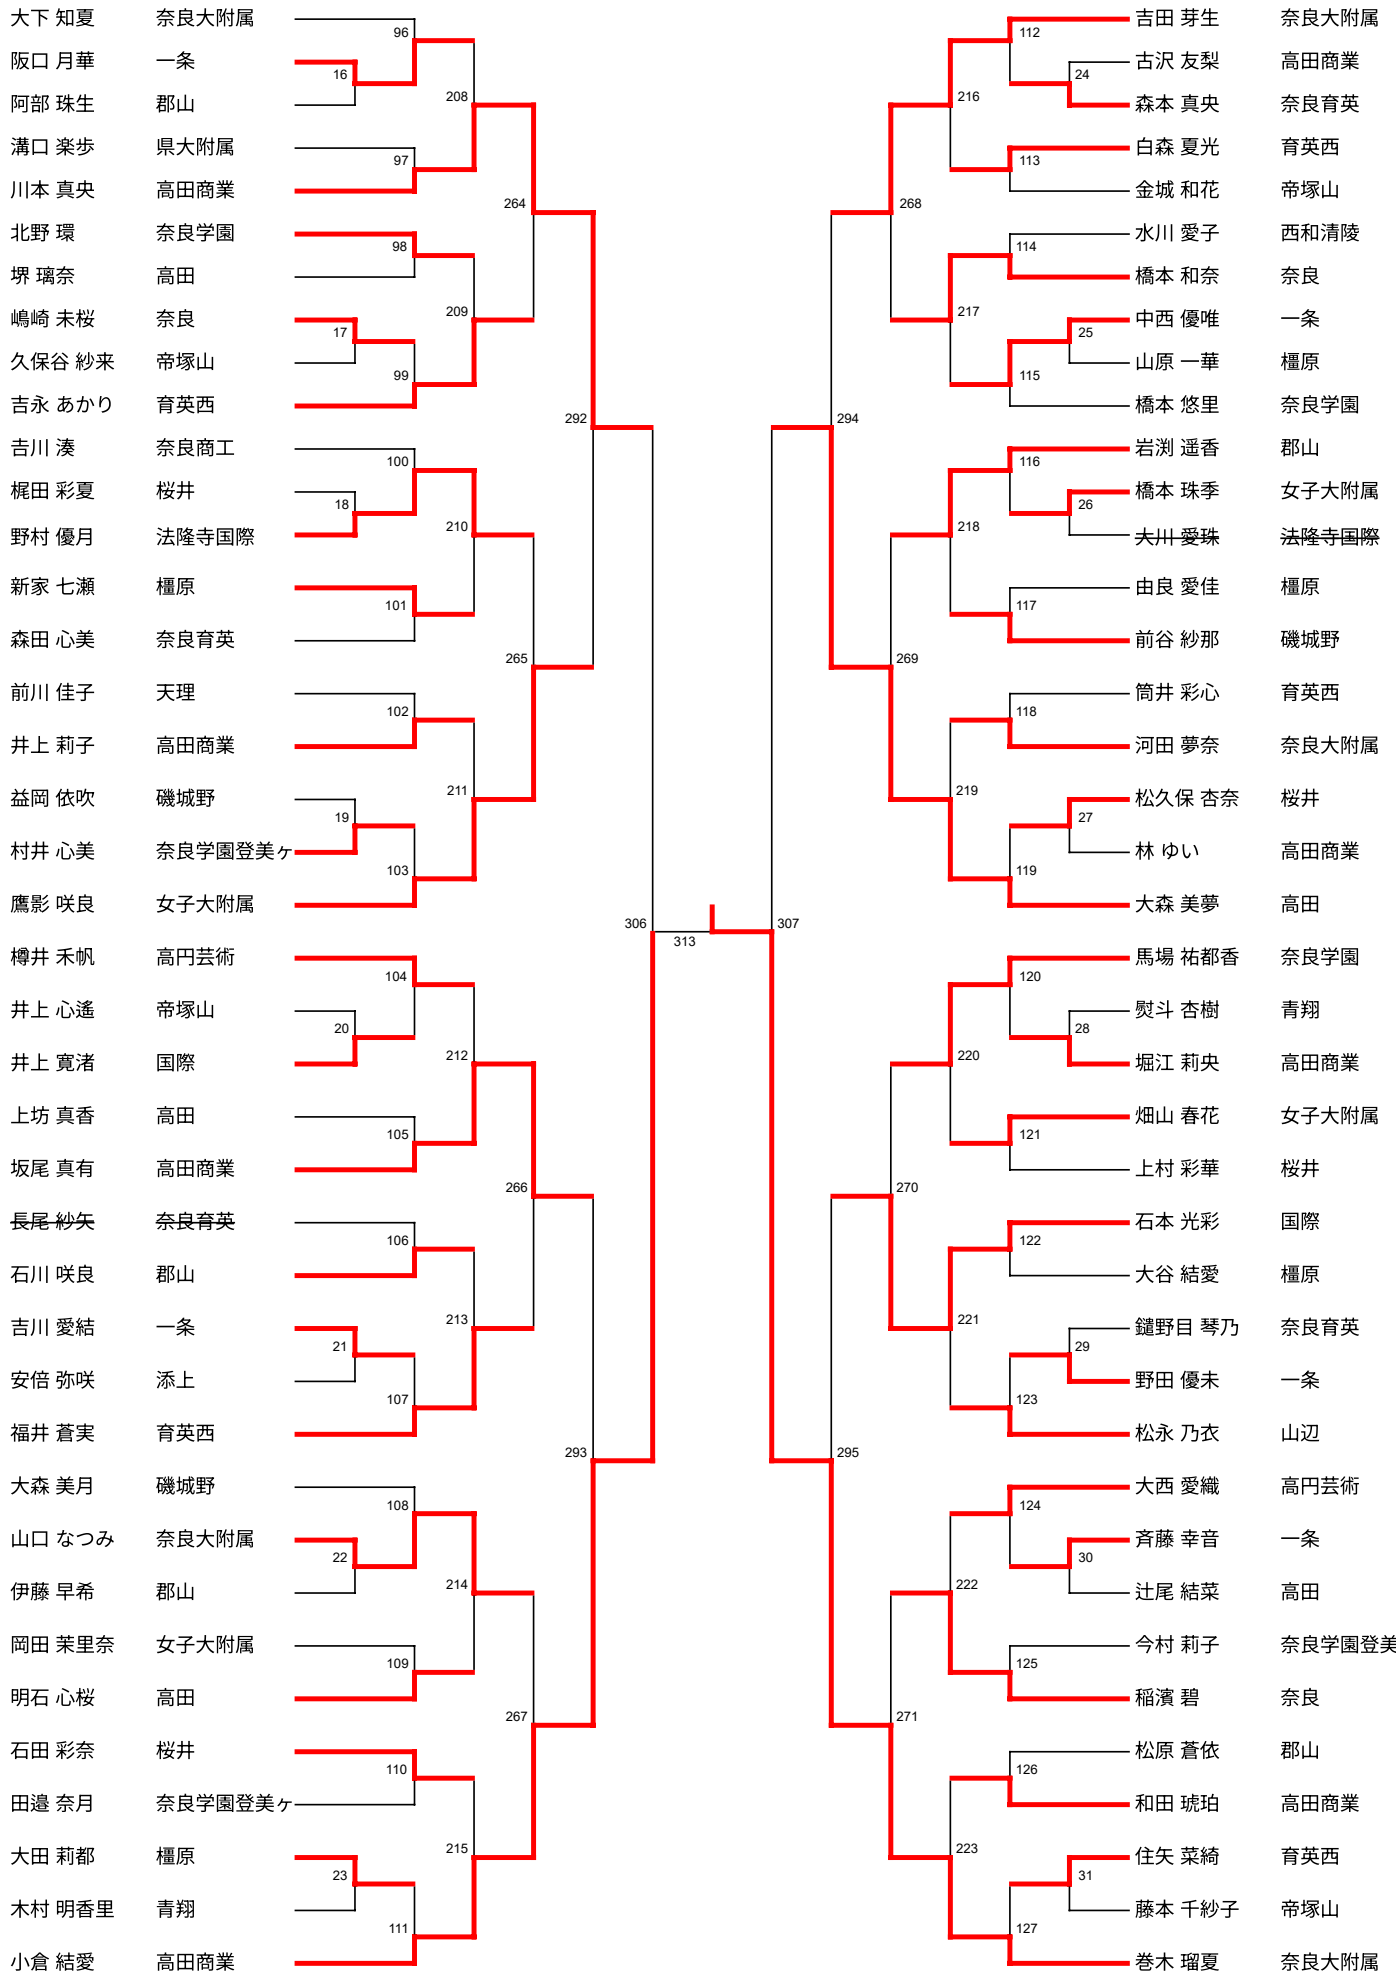 大下 知夏 奈良大附属
96
阪口 月華 一条
16
阿部 珠生 郡山
208
溝口 楽歩 県大附属
97
川本 真央 高田商業
264
北野 環 奈良学園
98
堺 璃奈 高田
209
嶋崎 未桜 奈良
17
久保谷 紗来 帝塚山
99
吉永 あかり 育英西
292
吉川 湊 奈良商工
100
梶田 彩夏 桜井
18
野村 優月 法隆寺国際
210
新家 七瀬 橿原
101
森田 心美 奈良育英
265
前川 佳子 天理
102
井上 莉子 高田商業
211
益岡 依吹 磯城野
19
村井 心美 奈良学園登美ヶ
103
鷹影 咲良 女子大附属
306
313
樽井 禾帆 高円芸術
104
井上 心遙 帝塚山
20
井上 寛渚 国際
212
上坊 真香 高田
105
坂尾 真有 高田商業
266
長尾 紗矢 奈良育英
106
石川 咲良 郡山
213
吉川 愛結 一条
21
安倍 弥咲 添上
107
福井 蒼実 育英西
293
大森 美月 磯城野
108
山口 なつみ 奈良大附属
22
伊藤 早希 郡山
214
岡田 茉里奈 女子大附属
109
明石 心桜 高田
267
石田 彩奈 桜井
110
田邉 奈月 奈良学園登美ヶ
215
大田 莉都 橿原
23
木村 明香里 青翔
111
小倉 結愛 高田商業
吉田 芽生 奈良大附属
112
古沢 友梨 高田商業
24
森本 真央 奈良育英
216
白森 夏光 育英西
113
金城 和花 帝塚山
268
水川 愛子 西和清陵
114
橋本 和奈 奈良
217
中西 優唯 一条
25
山原 一華 橿原
115
橋本 悠里 奈良学園
294
岩渕 遥香 郡山
116
橋本 珠季 女子大附属
26
大川 愛珠 法隆寺国際
218
由良 愛佳 橿原
117
前谷 紗那 磯城野
269
筒井 彩心 育英西
118
河田 夢奈 奈良大附属
219
松久保 杏奈 桜井
27
林 ゆい 高田商業
119
大森 美夢 高田
307
馬場 祐都香 奈良学園
120
熨斗 杏樹 青翔
28
堀江 莉央 高田商業
220
畑山 春花 女子大附属
121
上村 彩華 桜井
270
石本 光彩 国際
122
大谷 結愛 橿原
221
鑓野目 琴乃 奈良育英
29
野田 優未 一条
123
松永 乃衣 山辺
295
大西 愛織 高円芸術
124
斉藤 幸音 一条
30
辻尾 結菜 高田
222
今村 莉子 奈良学園登美
125
稲濱 碧 奈良
271
松原 蒼依 郡山
126
和田 琥珀 高田商業
223
住矢 菜綺 育英西
31
藤本 千紗子 帝塚山
127
巻木 瑠夏 奈良大附属